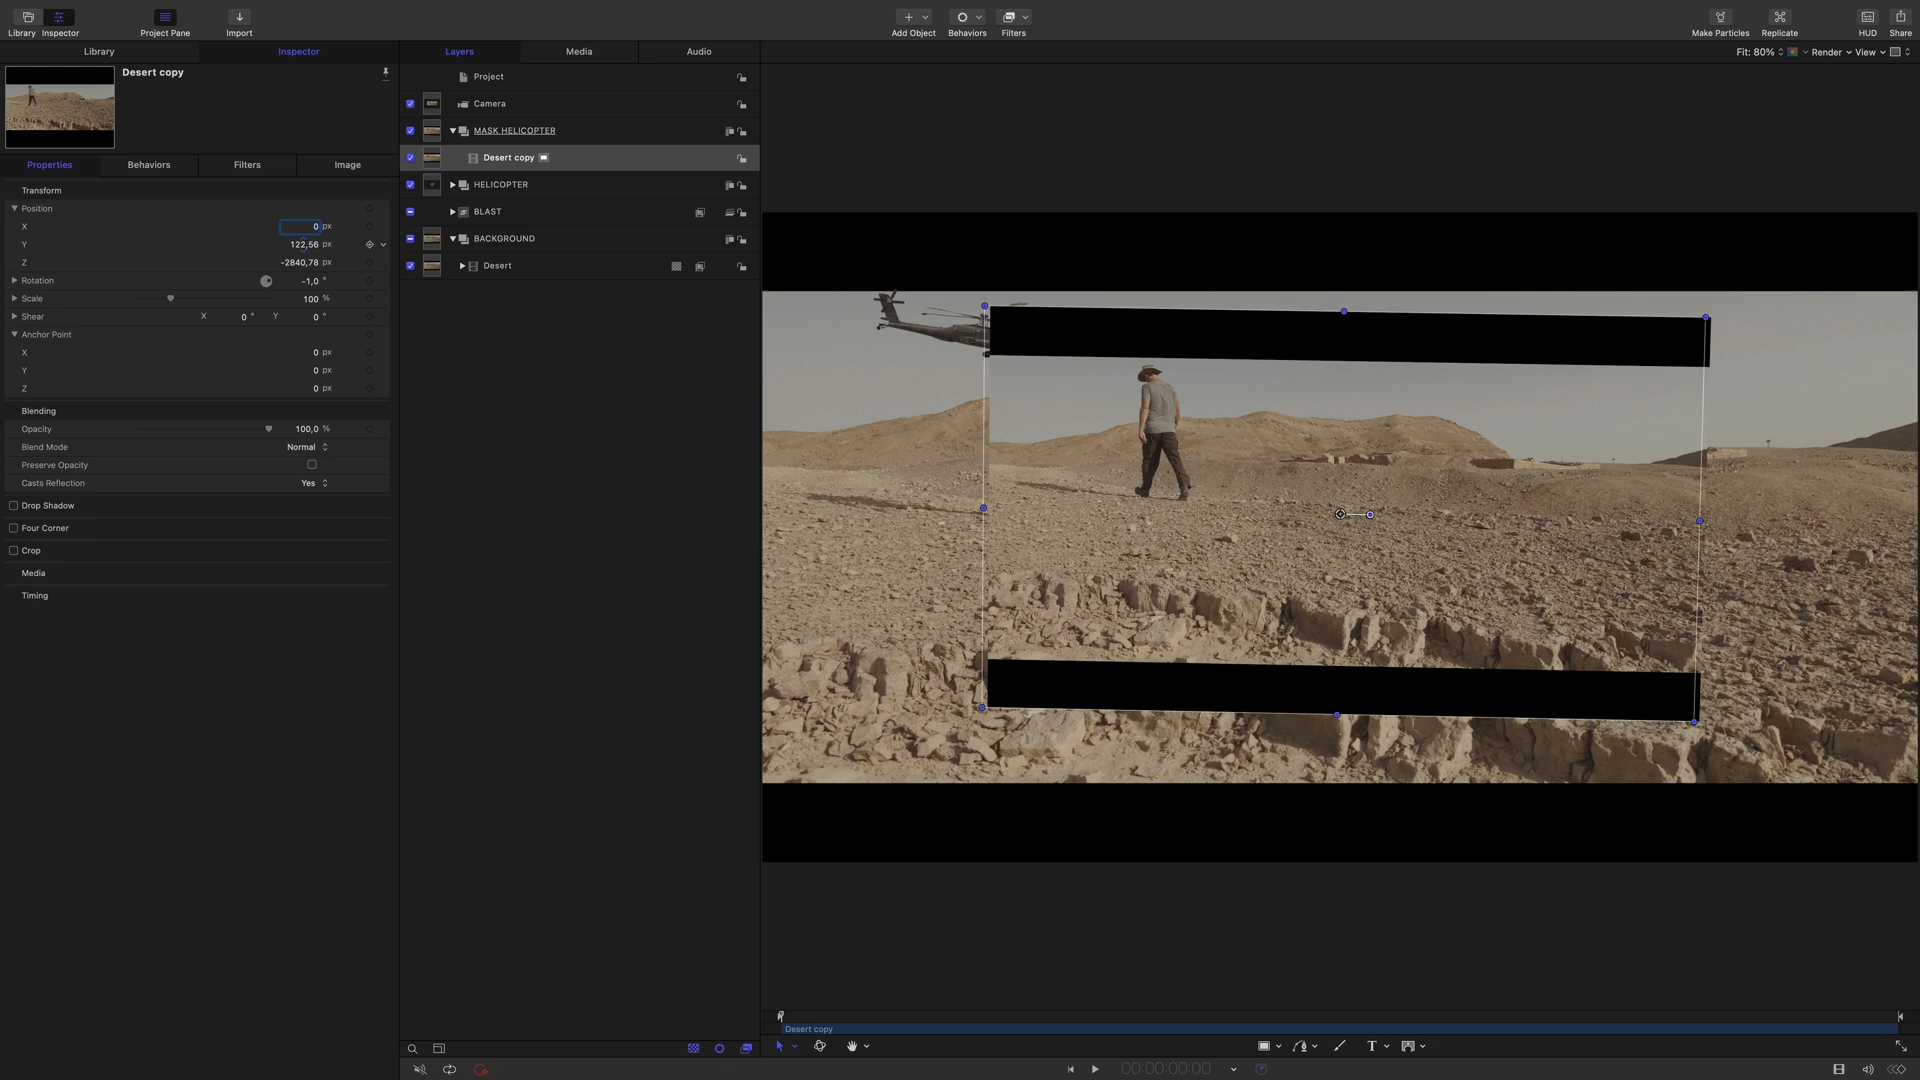 Library Inspector Project Pane Import Add Object Behaviors Filters Make Particles Replicate HUD Share
Library Inspector Layers Media Audio Fit: 80% Render View
Desert copy
Properties Behaviors Filters Image
Transform
Position
X 0 px
Y 122,56 px
Z -2840,78 px
Rotation -1,0 °
Scale 100 %
Shear X 0 ° Y 0 °
Anchor Point
X 0 px
Y 0 px
Z 0 px
Blending
Opacity 100,0 %
Blend Mode Normal
Preserve Opacity
Casts Reflection Yes
Drop Shadow
Four Corner
Crop
Media
Timing
Project
Camera
MASK HELICOPTER
Desert copy
HELICOPTER
BLAST
BACKGROUND
Desert
Desert copy
T
00:00:00:00